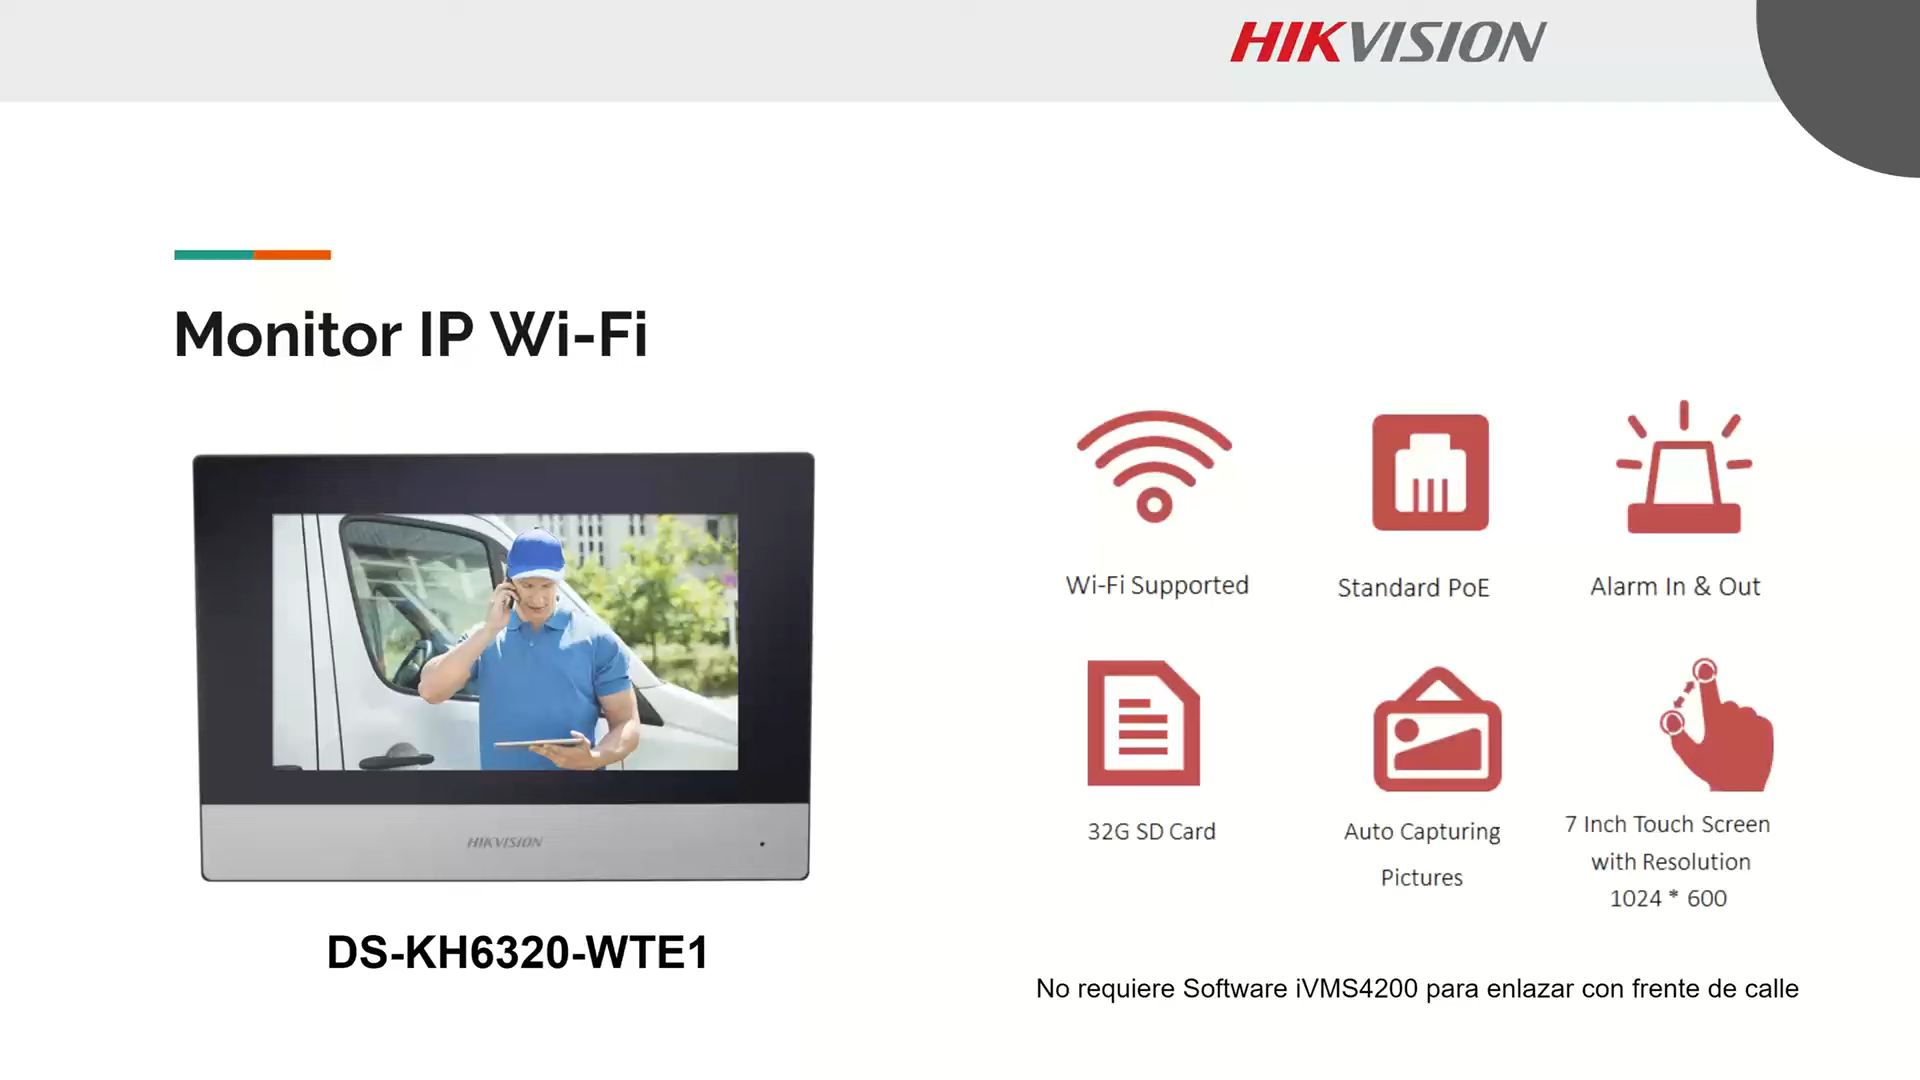 HIKVISION
Monitor IP Wi-Fi
HIKVISION
DS-KH6320-WTE1
Wi-Fi Supported
Standard PoE
Alarm In & Out
32G SD Card
Auto Capturing
Pictures
7 Inch Touch Screen
with Resolution
1024 * 600
No requiere Software iVMS4200 para enlazar con frente de calle